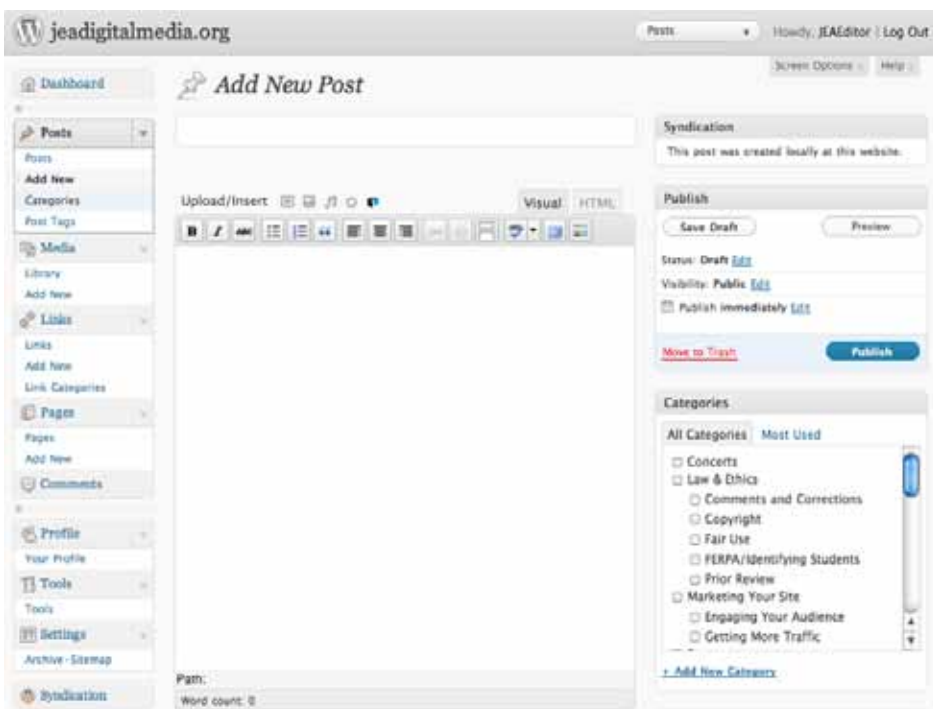 jeadigitalmedia.org
Posts
Howdy, JEAEditor | Log Out
Screen Options
Help
Dashboard
Posts
Posts
Add New
Categories
Post Tags
Media
Library
Add New
Links
Links
Add New
Link Categories
Pages
Pages
Add New
Comments
Profile
Your Profile
Tools
Tools
Settings
Archive-Sitemap
Syndication
Add New Post
Upload/Insert
Visual
HTML
B I ABC
Path:
Word count: 0
Syndication
This post was created locally at this website.
Publish
Save Draft
Preview
Status: Draft Edit
Visibility: Public Edit
Publish immediately Edit
Move to Trash
Publish
Categories
All Categories
Most Used
Concerts
Law & Ethics
Comments and Corrections
Copyright
Fair Use
FERPA/Identifying Students
Prior Review
Marketing Your Site
Engaging Your Audience
Getting More Traffic
+ Add New Category